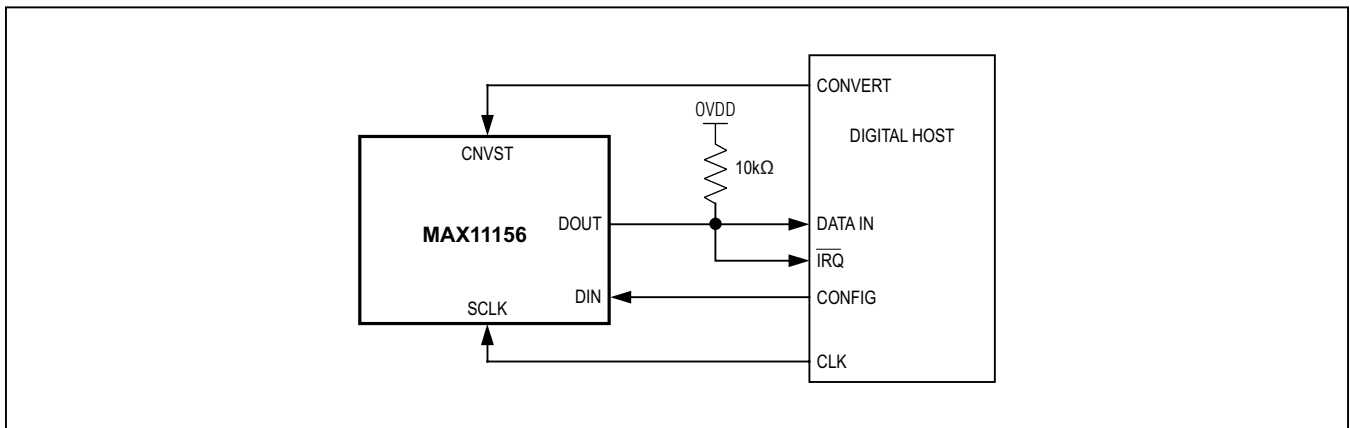 CONVERT
OVDD
DIGITAL HOST
CNVST
10kΩ
DOUT
DATA IN
MAX11156
IRQ
DIN
CONFIG
SCLK
CLK